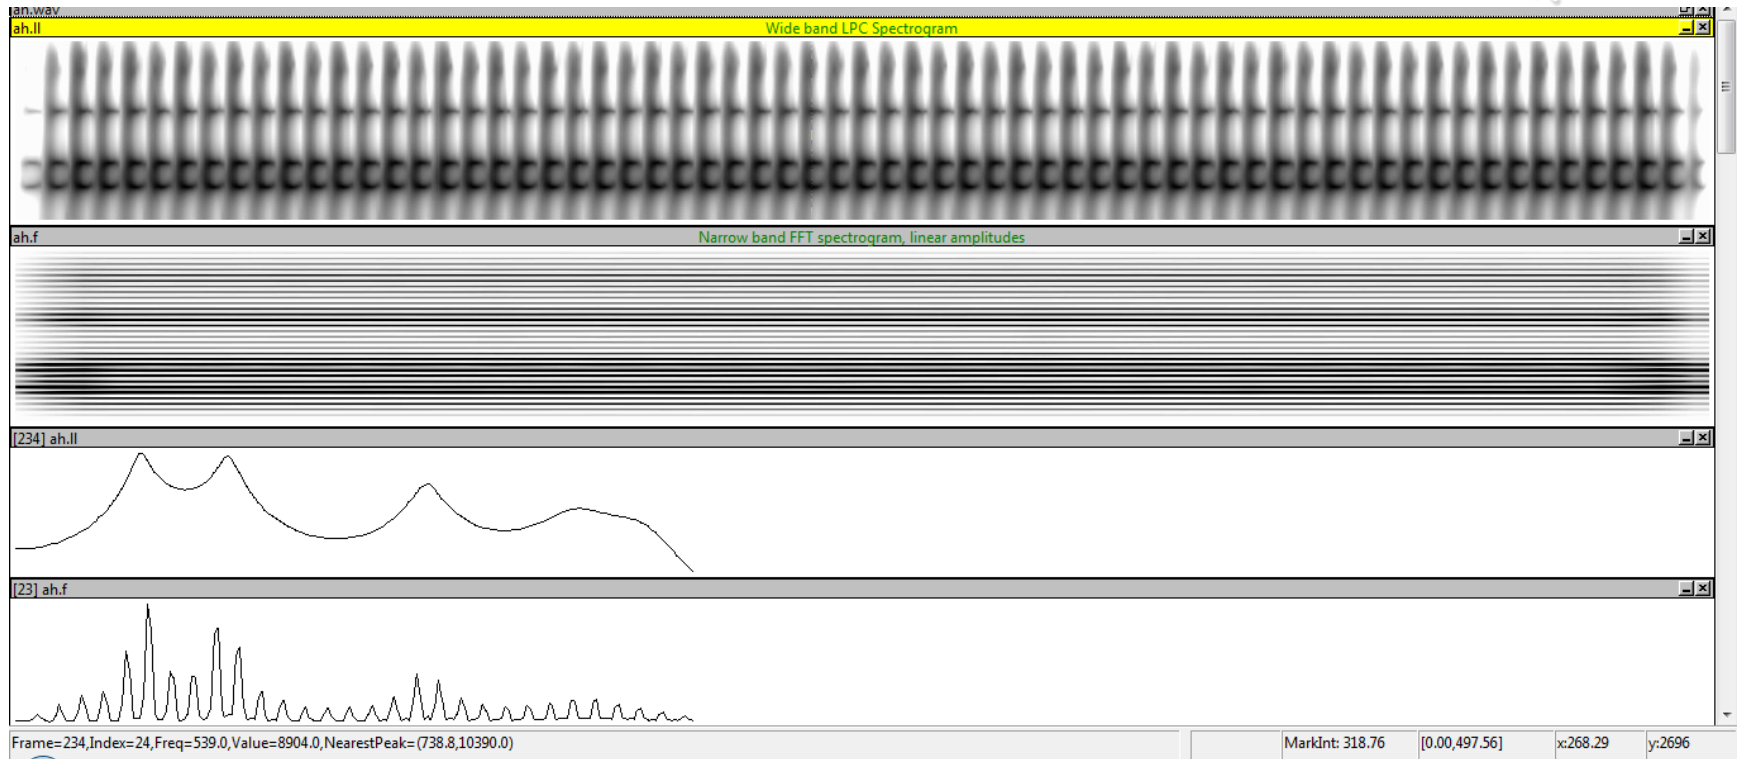 ah.wav
ah.ll Wide band LPC Spectrogram
ah.f Narrow band FFT spectrogram, linear amplitudes
[234] ah.ll
[23] ah.f
Frame=234,Index=24,Freq=539.0,Value=8904.0,NearestPeak=(738.8,10390.0) MarkInt: 318.76 [0.00,497.56] x:268.29 y:2696